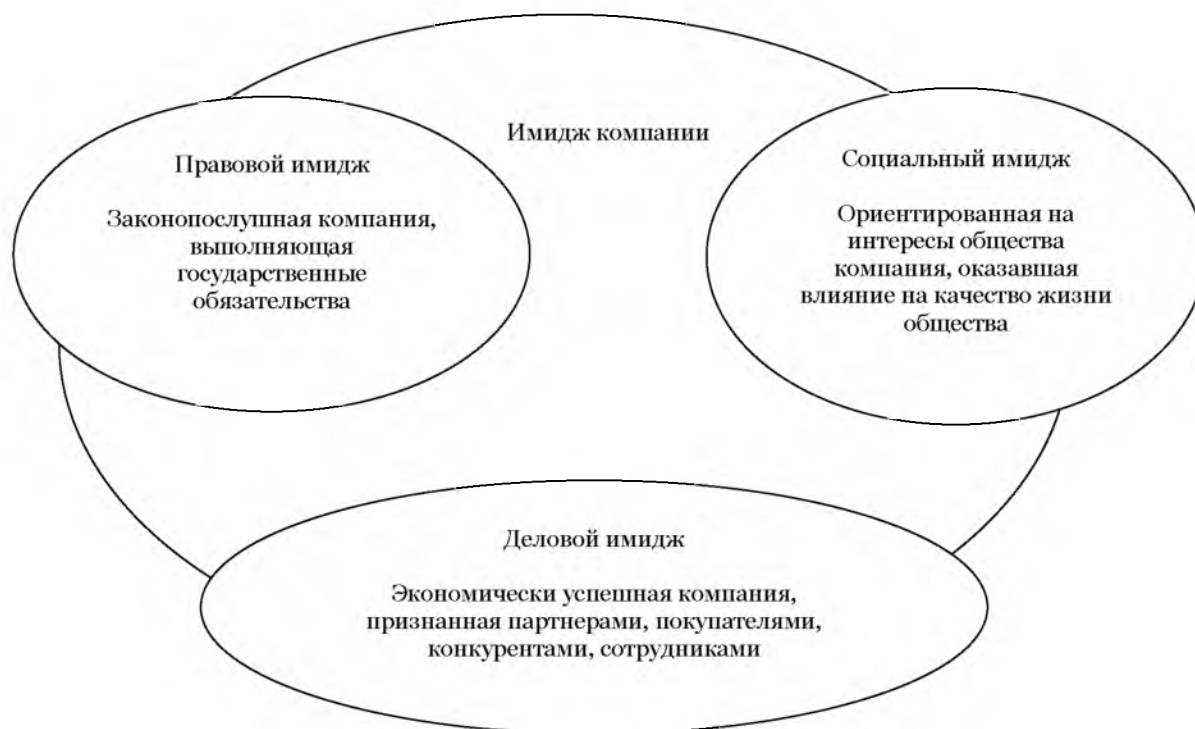 Имидж компании
Правовой имидж
Законопослушная компания,
выполняющая
государственные
обязательства
Социальный имидж
Ориентированная на
интересы общества
компания, оказавшая
влияние на качество жизни
общества
Деловой имидж
Экономически успешная компания,
признанная партнерами, покупателями,
конкурентами, сотрудниками